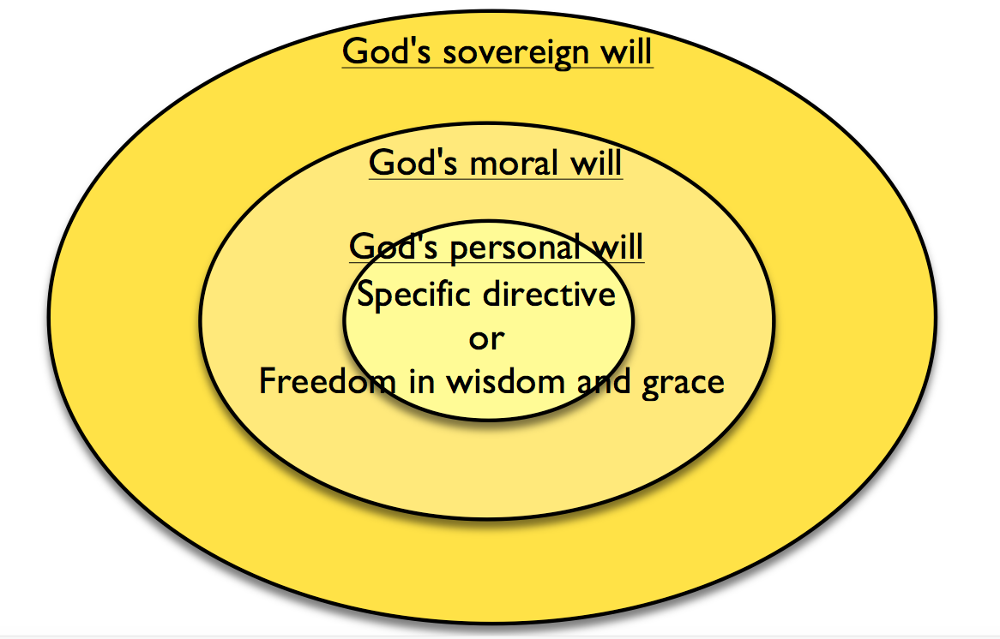 God's sovereign will
God's moral will
God's personal will
Specific directive
or
Freedom in wisdom and grace